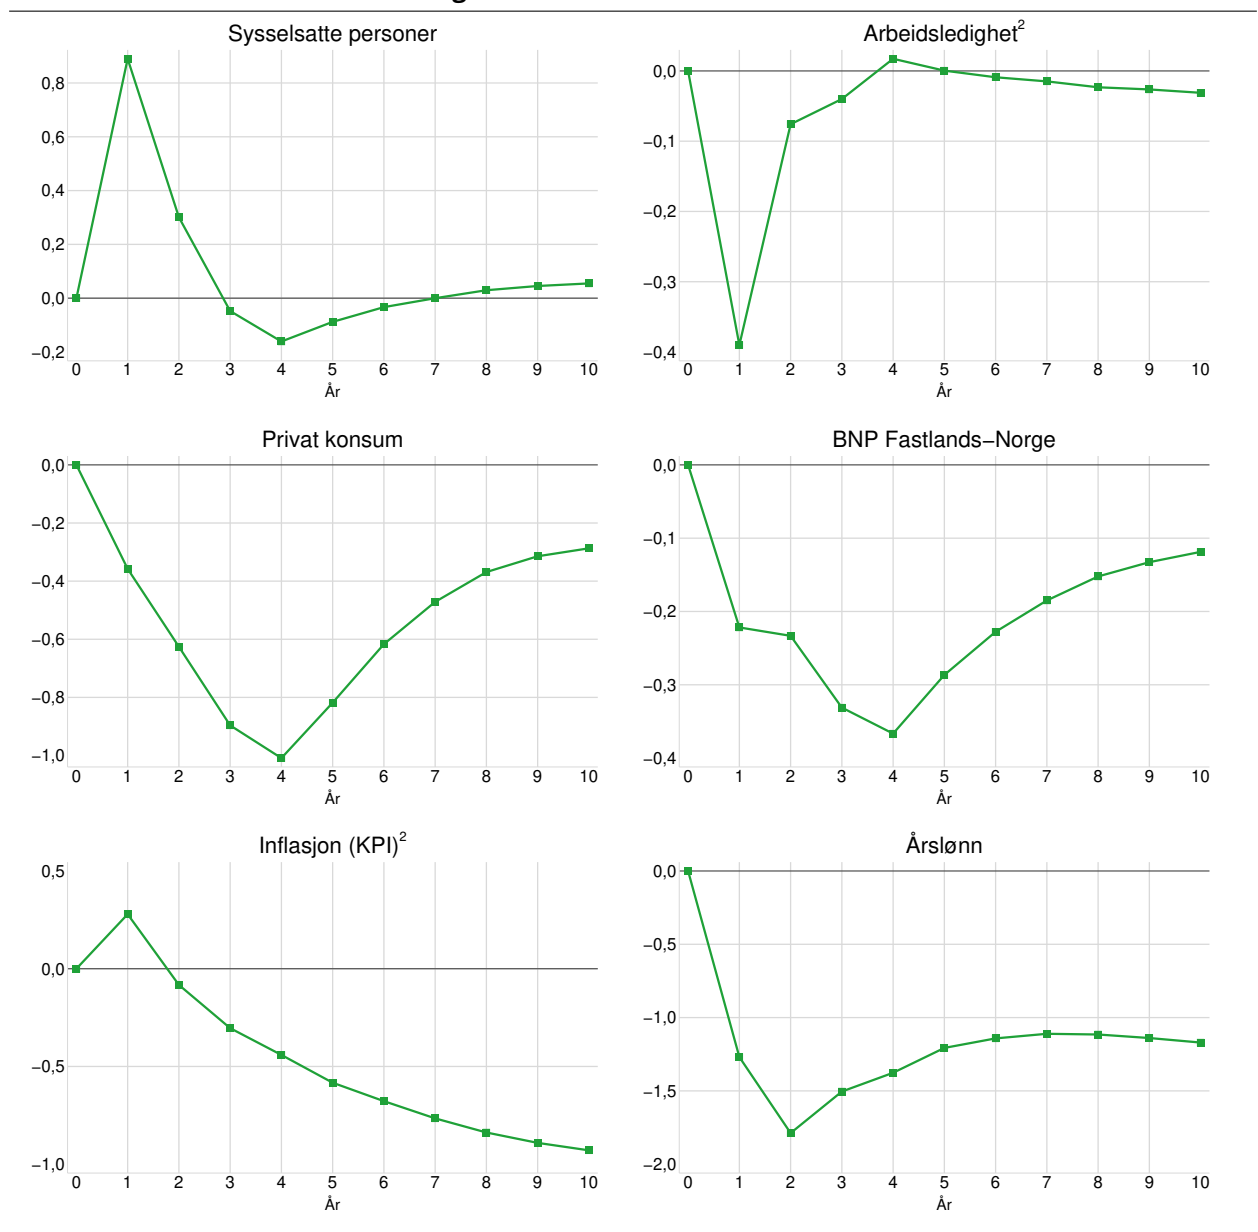 Sysselsatte personer
0,8
0,6
0,4
0,2
0,0
−0,2
0 1 2 3 4 5 6 7 8 9 10
År
Arbeidsledighet²
0,0
−0,1
−0,2
−0,3
−0,4
0 1 2 3 4 5 6 7 8 9 10
År
Privat konsum
0,0
−0,2
−0,4
−0,6
−0,8
−1,0
0 1 2 3 4 5 6 7 8 9 10
År
BNP Fastlands−Norge
0,0
−0,1
−0,2
−0,3
−0,4
0 1 2 3 4 5 6 7 8 9 10
År
Inflasjon (KPI)²
0,5
0,0
−0,5
−1,0
0 1 2 3 4 5 6 7 8 9 10
År
Årslønn
0,0
−0,5
−1,0
−1,5
−2,0
0 1 2 3 4 5 6 7 8 9 10
År